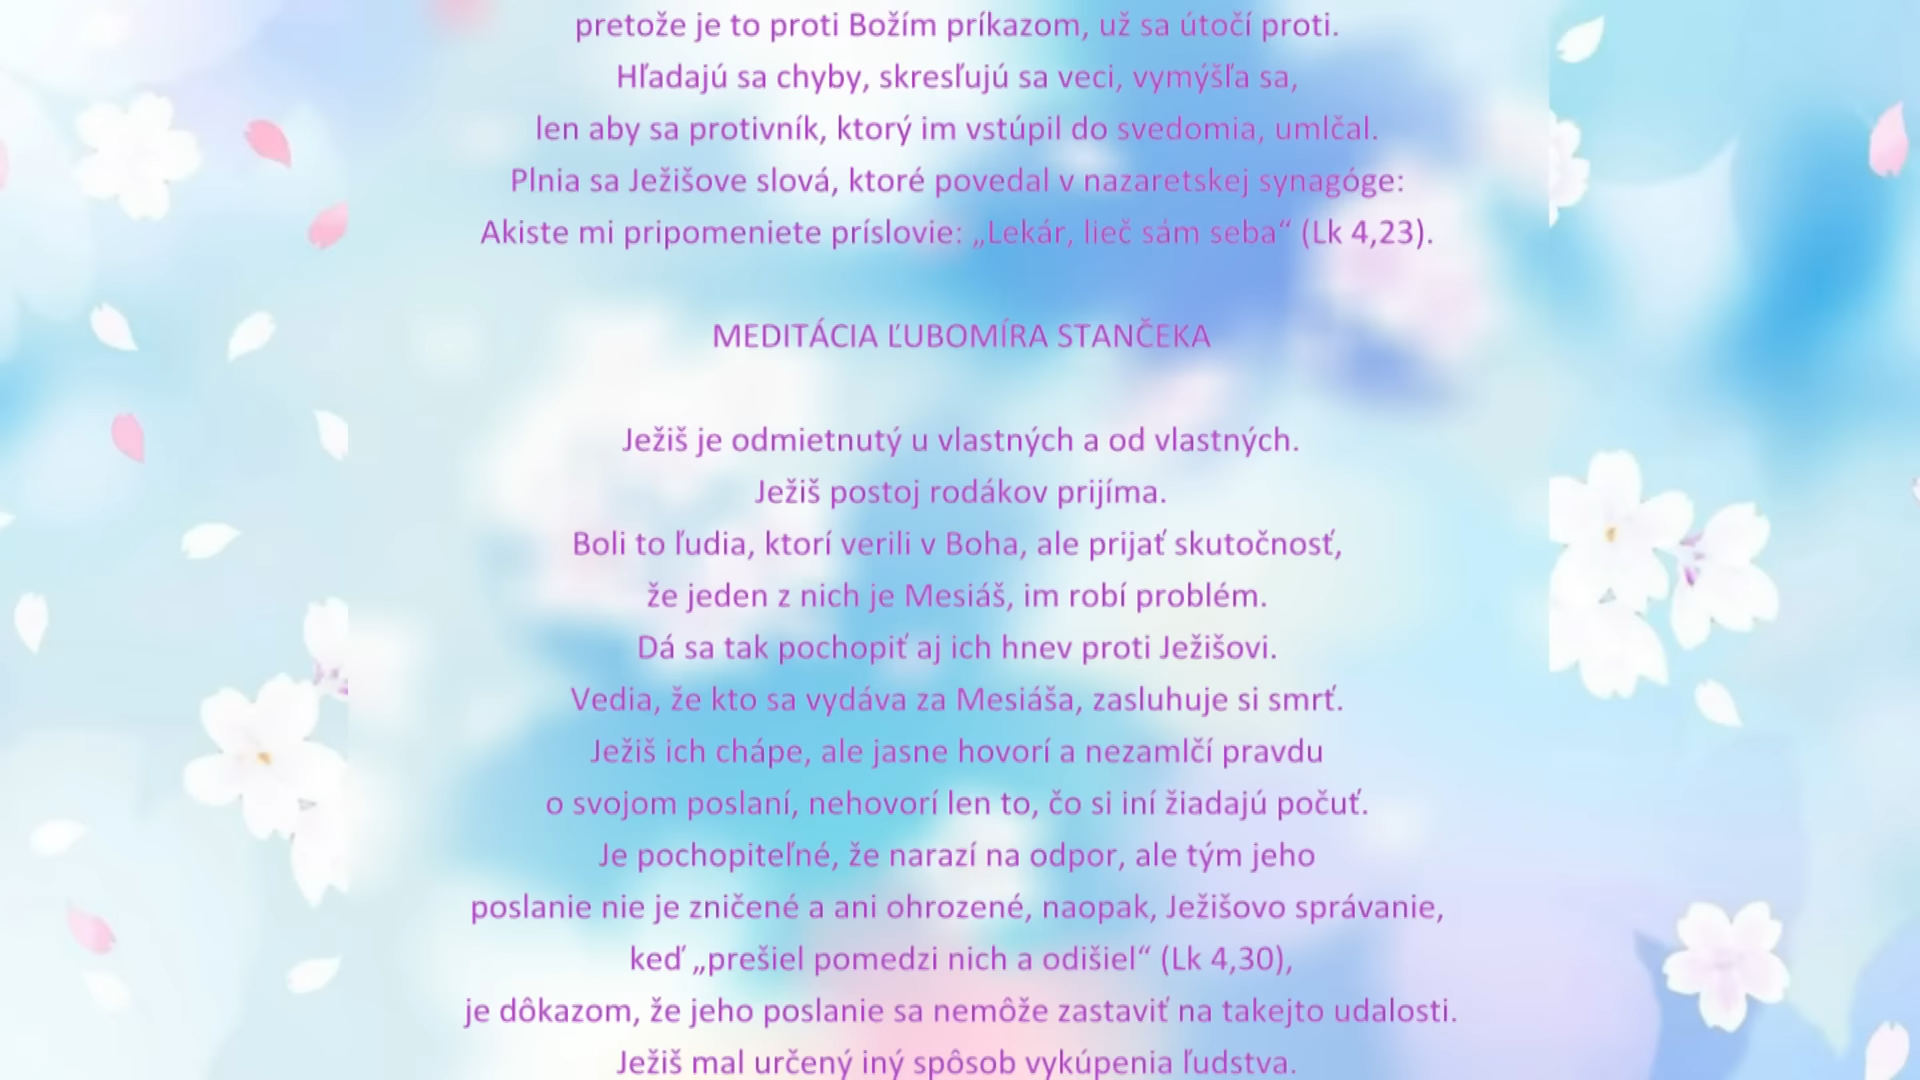 pretože je to proti Božím príkazom, už sa útočí proti.
Hľadajú sa chyby, skresľujú sa veci, vymýšľa sa,
len aby sa protivník, ktorý im vstúpil do svedomia, umlčal.
Plnia sa Ježišove slová, ktoré povedal v nazaretskej synagóge:
Akiste mi pripomeniete príslovie: „Lekár, lieč sám seba“ (Lk 4,23).
MEDITÁCIA ĽUBOMÍRA STANČEKA
Ježiš je odmietnutý u vlastných a od vlastných.
Ježiš postoj rodákov prijíma.
Boli to ľudia, ktorí verili v Boha, ale prijať skutočnosť,
že jeden z nich je Mesiáš, im robí problém.
Dá sa tak pochopiť aj ich hnev proti Ježišovi.
Vedia, že kto sa vydáva za Mesiáša, zasluhuje si smrť.
Ježiš ich chápe, ale jasne hovorí a nezamlčí pravdu
o svojom poslaní, nehovorí len to, čo si iní žiadajú počuť.
Je pochopiteľné, že narazí na odpor, ale tým jeho
poslanie nie je zničené a ani ohrozené, naopak, Ježišovo správanie,
keď „prešiel pomedzi nich a odišiel“ (Lk 4,30),
je dôkazom, že jeho poslanie sa nemôže zastaviť na takejto udalosti.
Ježiš mal určený iný spôsob vykúpenia ľudstva.